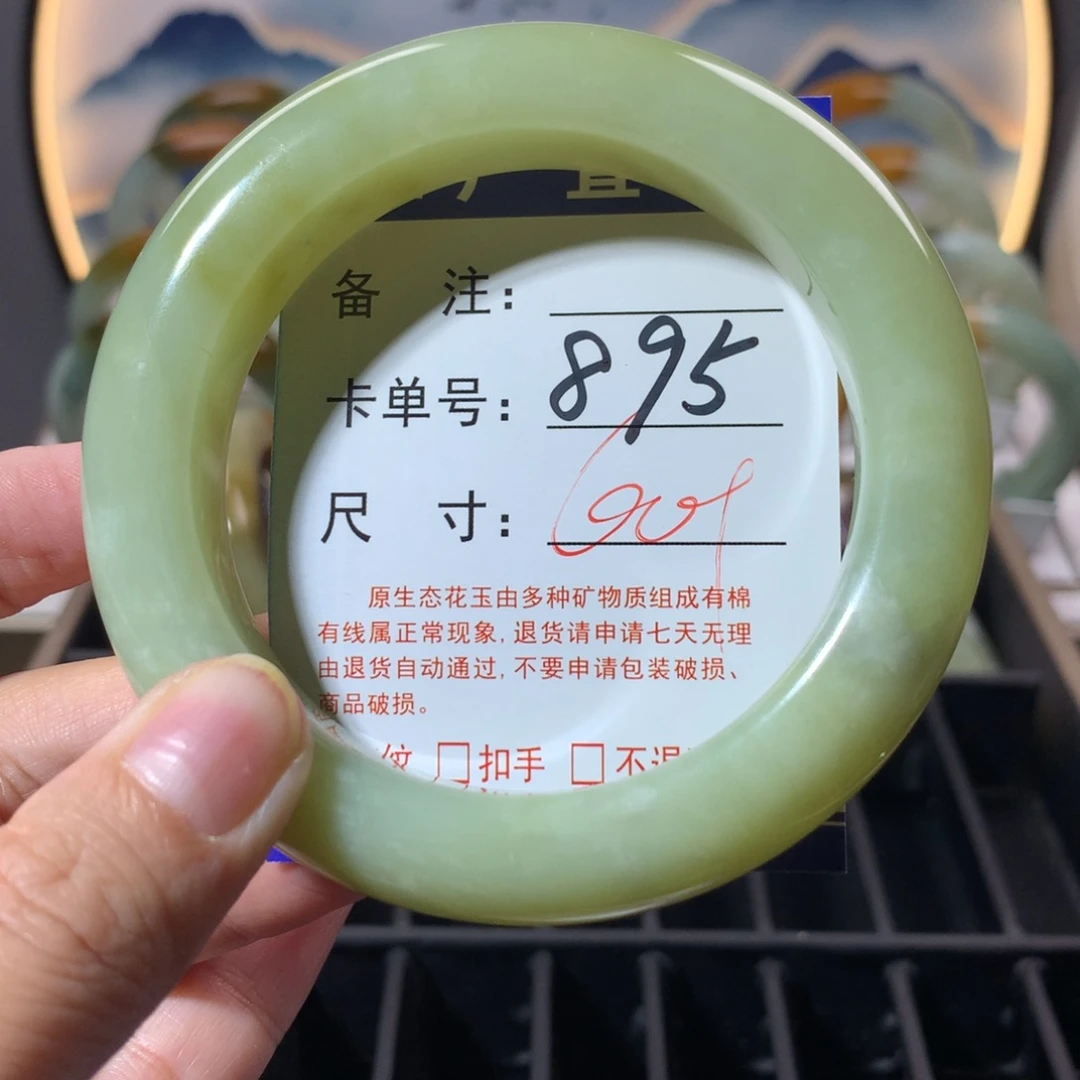 备 注:
卡单号: 895
尺 寸:
原生态花玉由多种矿物质组成有棉
有线属正常现象, 退货请申请七天无理
由退货自动通过, 不要申请包装破损、
商品破损。
纹 □扣手 □不退